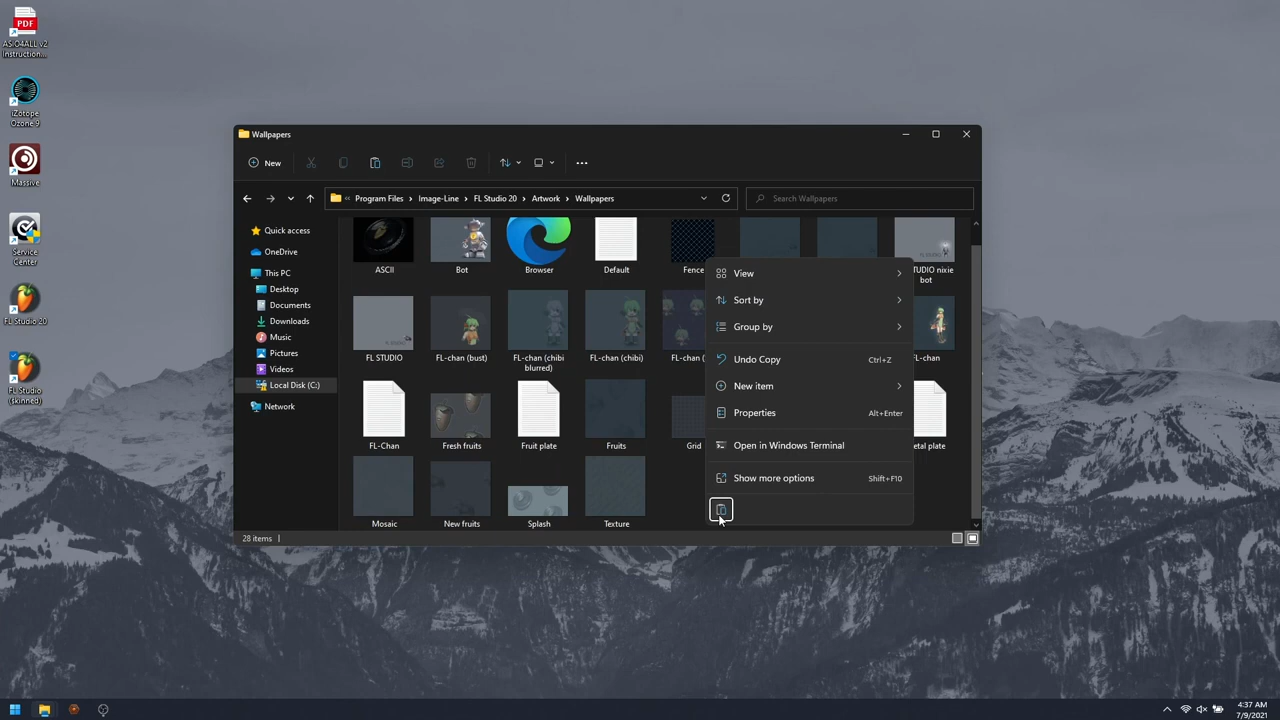 PDF
ASIO4ALL v2
Instruction...
iZotope
Ozone 9
Massive
Service
Center
FL Studio 20
FL Studio
(skinned)
Wallpapers
New
Program Files
Image-Line
FL Studio 20
Artwork
Wallpapers
Search Wallpapers
Quick access
OneDrive
This PC
Desktop
Documents
Downloads
Music
Pictures
Videos
Local Disk (C:)
Network
ASCII
Bot
Browser
Default
Fence
TUDIO nixie
bot
FL STUDIO
FL-chan (bust)
FL-chan (chibi
blurred)
FL-chan (chibi)
FL-chan (
FL-chan
FL-Chan
Fresh fruits
Fruit plate
Fruits
Grid
etal plate
Mosaic
New fruits
Splash
Texture
View
Sort by
Group by
Undo Copy Ctrl+Z
New item
Properties Alt+Enter
Open in Windows Terminal
Show more options Shift+F10
28 items
4:37 AM
7/9/2021